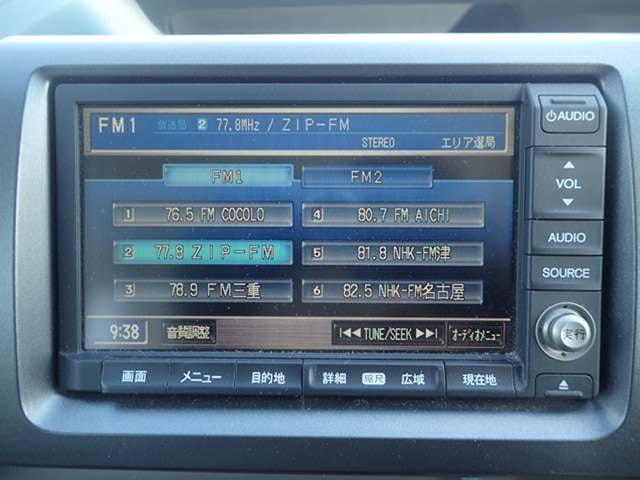 FM1 放送局 2 77.8MHz / ZIP-FM
STEREO エリア選局
FM1 FM2
1 76.5 FM COCOLO
2 77.8 ZIP-FM
3 78.9 FM三重
4 80.7 FM AICHI
5 81.8 NHK-FM津
6 82.5 NHK-FM名古屋
9:38 音質調整 TUNE/SEEK オーディオメニュー
画面 メニュー 目的地 詳細 縮尺 広域 現在地
AUDIO
VOL
AUDIO
SOURCE
実行